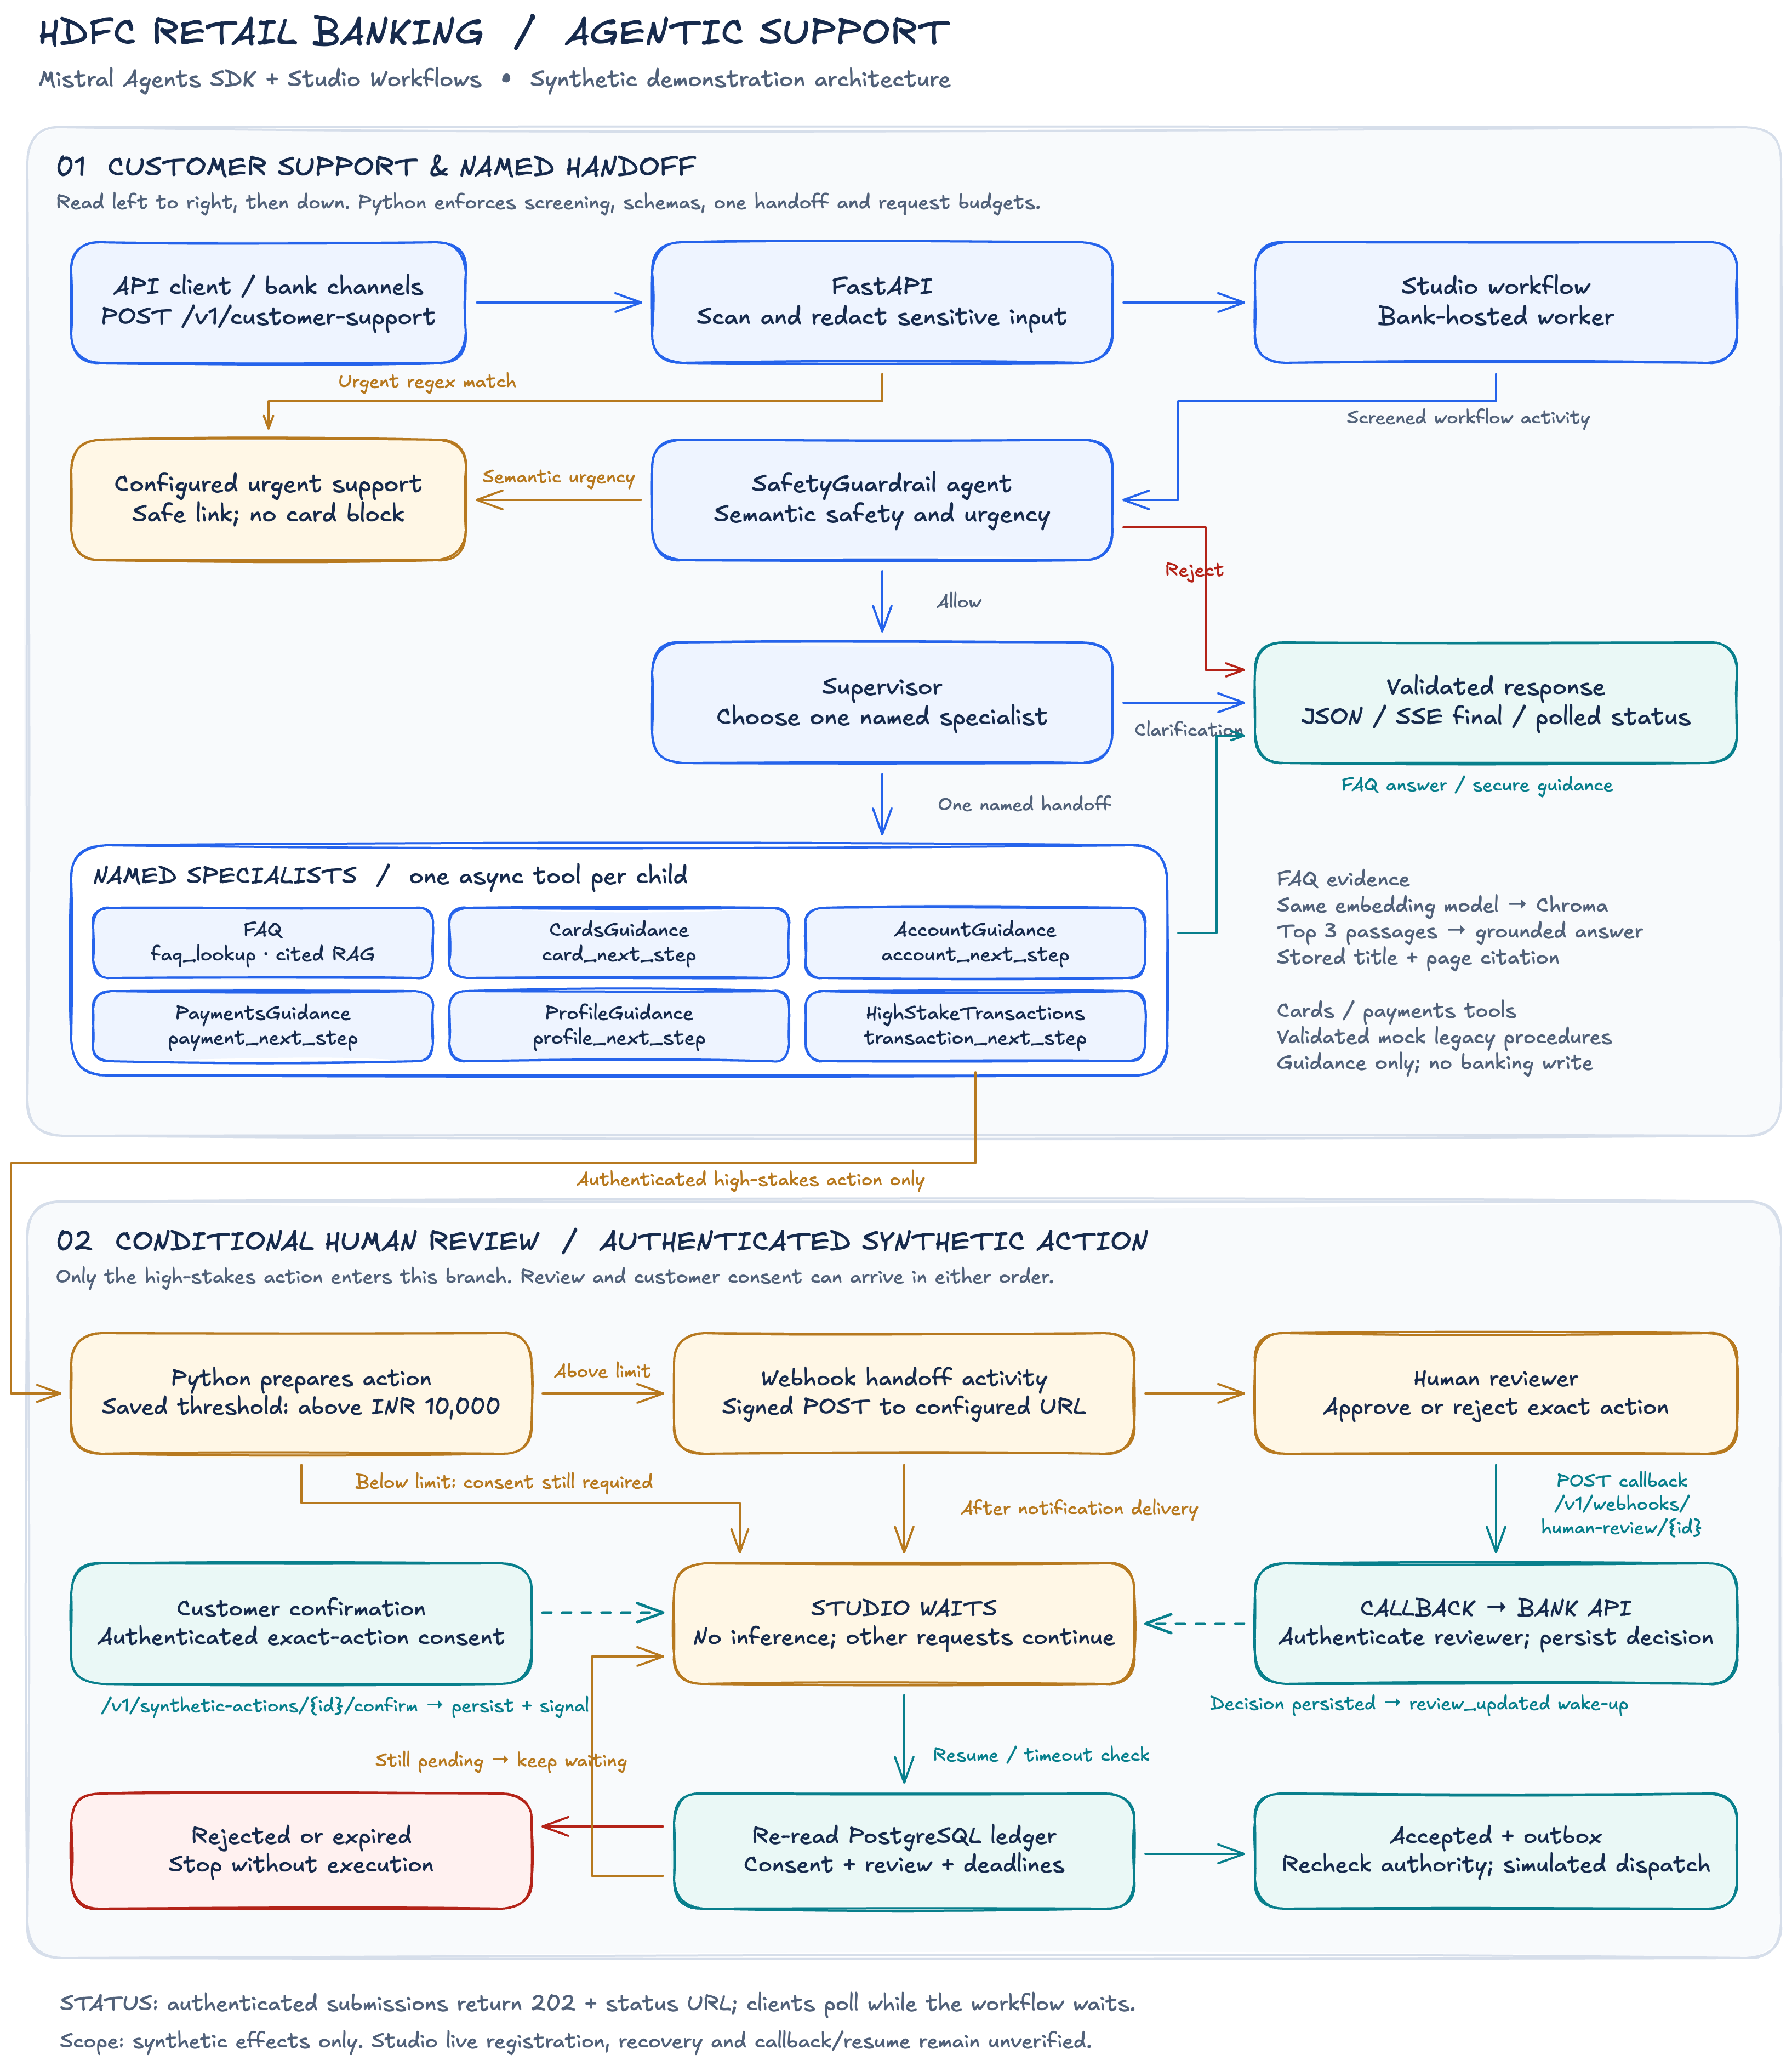 HDFC RETAIL BANKING / AGENTIC SUPPORT
Mistral Agents SDK + Studio Workflows • Synthetic demonstration architecture
01 CUSTOMER SUPPORT & NAMED HANDOFF
Read left to right, then down. Python enforces screening, schemas, one handoff and request budgets.
API client / bank channels
POST /v1/customer-support
FastAPI
Scan and redact sensitive input
Studio workflow
Bank-hosted worker
Urgent regex match
Screened workflow activity
Configured urgent support
Safe link; no card block
Semantic urgency
SafetyGuardrail agent
Semantic safety and urgency
Reject
Allow
Supervisor
Choose one named specialist
Clarification
Validated response
JSON / SSE final / polled status
FAQ answer / secure guidance
One named handoff
NAMED SPECIALISTS / one async tool per child
FAQ
faq_lookup · cited RAG
CardsGuidance
card_next_step
AccountGuidance
account_next_step
PaymentsGuidance
payment_next_step
ProfileGuidance
profile_next_step
HighStakeTransactions
transaction_next_step
FAQ evidence
Same embedding model → Chroma
Top 3 passages → grounded answer
Stored title + page citation
Cards / payments tools
Validated mock legacy procedures
Guidance only; no banking write
Authenticated high-stakes action only
02 CONDITIONAL HUMAN REVIEW / AUTHENTICATED SYNTHETIC ACTION
Only the high-stakes action enters this branch. Review and customer consent can arrive in either order.
Python prepares action
Saved threshold: above INR 10,000
Above limit
Webhook handoff activity
Signed POST to configured URL
Human reviewer
Approve or reject exact action
Below limit: consent still required
After notification delivery
POST callback
/v1/webhooks/
human-review/{id}
Customer confirmation
Authenticated exact-action consent
STUDIO WAITS
No inference; other requests continue
CALLBACK → BANK API
Authenticate reviewer; persist decision
/v1/synthetic-actions/{id}/confirm → persist + signal
Decision persisted → review_updated wake-up
Still pending → keep waiting
Resume / timeout check
Rejected or expired
Stop without execution
Re-read PostgreSQL ledger
Consent + review + deadlines
Accepted + outbox
Recheck authority; simulated dispatch
STATUS: authenticated submissions return 202 + status URL; clients poll while the workflow waits.
Scope: synthetic effects only. Studio live registration, recovery and callback/resume remain unverified.